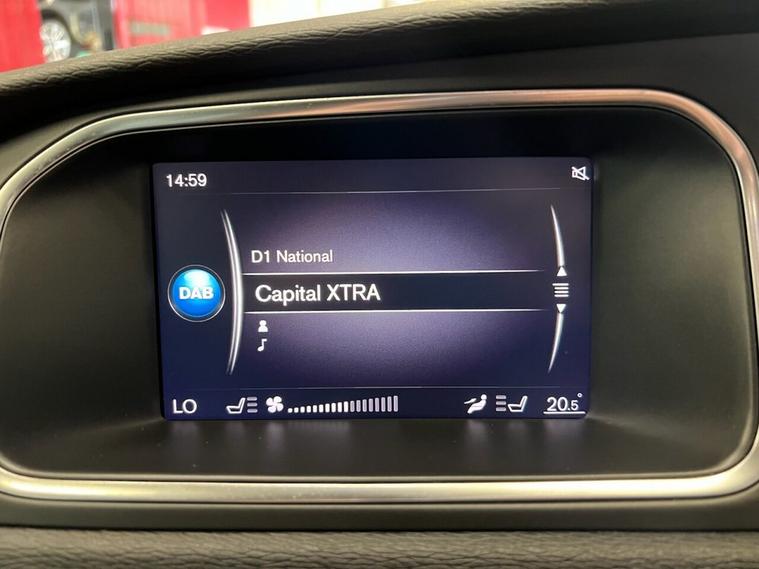 14:59
D1 National
DAB
Capital XTRA
LO
20.5°